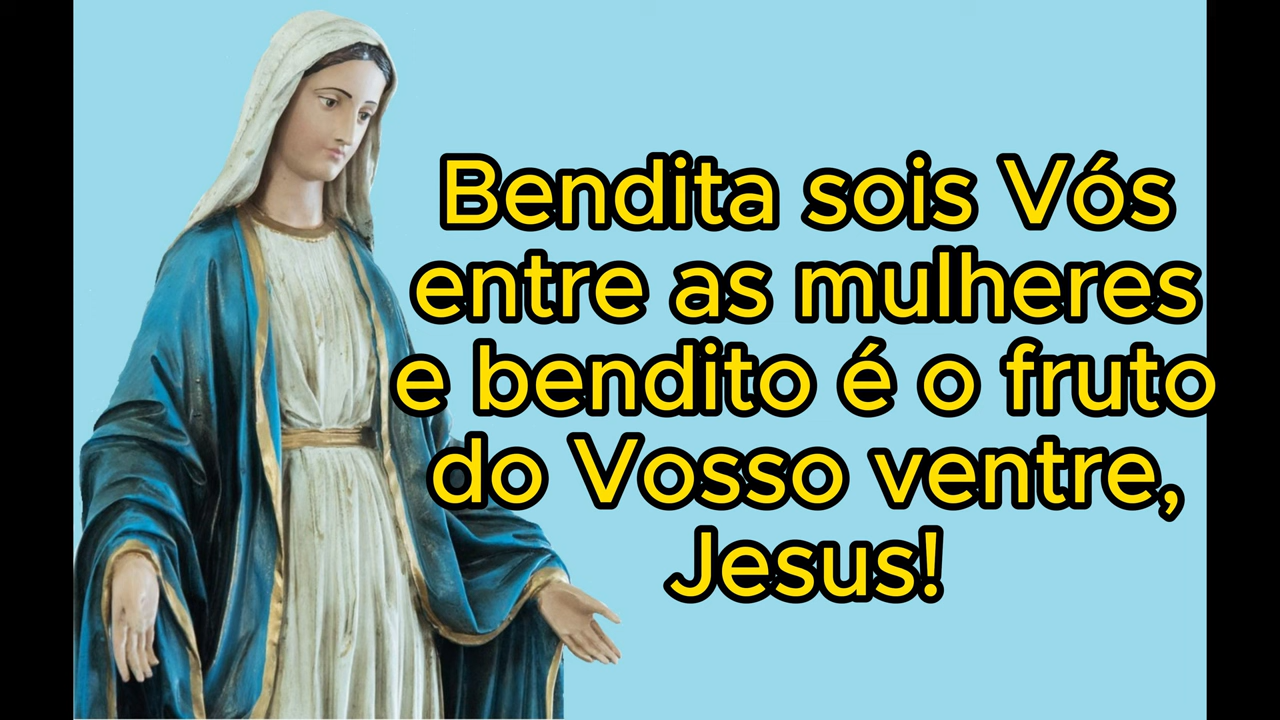 Bendita sois Vós
entre as mulheres
e bendito é o fruto
do Vosso ventre,
Jesus!